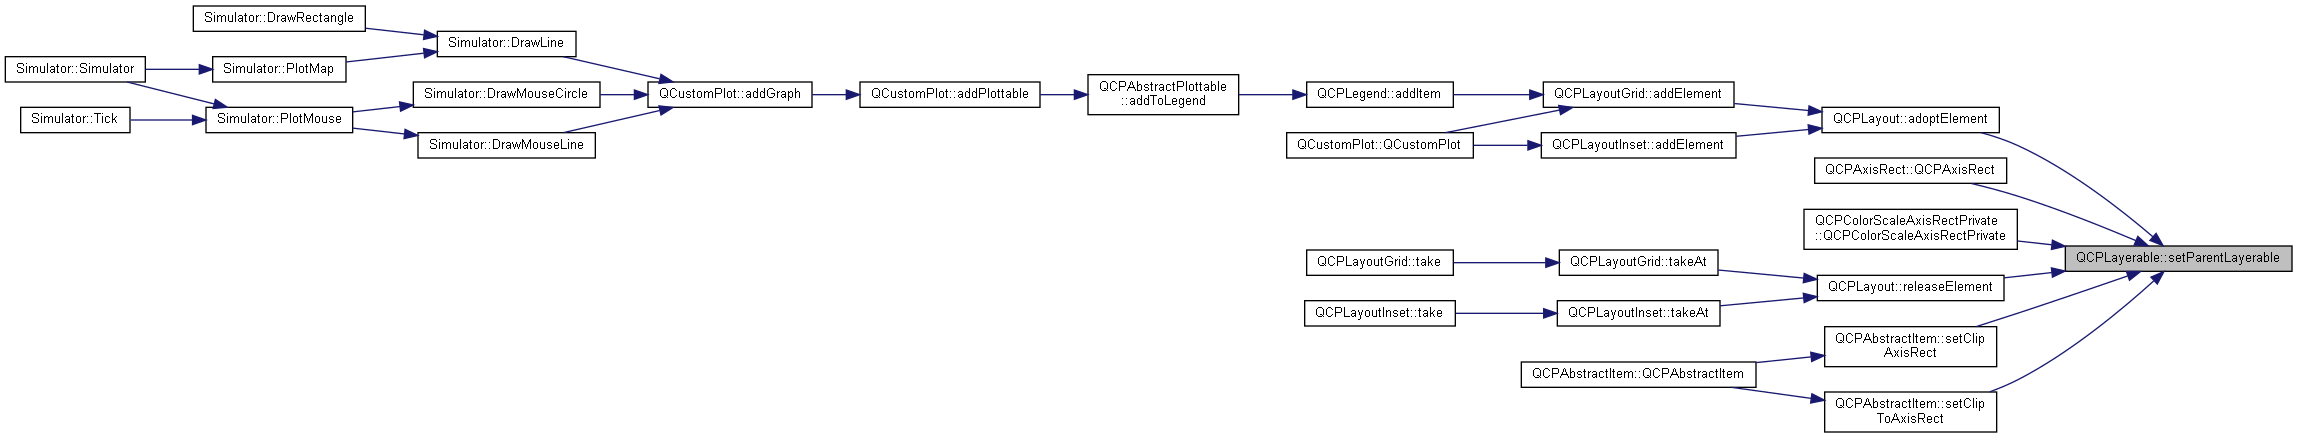 Simulator::DrawRectangle
Simulator::DrawLine
Simulator::Simulator
Simulator::PlotMap
Simulator::DrawMouseCircle
QCustomPlot::addGraph
QCustomPlot::addPlottable
QCPAbstractPlottable
::addToLegend
QCPLegend::addItem
QCPLayoutGrid::addElement
Simulator::Tick
Simulator::PlotMouse
QCPLayout::adoptElement
Simulator::DrawMouseLine
QCustomPlot::QCustomPlot
QCPLayoutInset::addElement
QCPAxisRect::QCPAxisRect
QCPColorScaleAxisRectPrivate
::QCPColorScaleAxisRectPrivate
QCPLayerable::setParentLayerable
QCPLayoutGrid::take
QCPLayoutGrid::takeAt
QCPLayout::releaseElement
QCPLayoutInset::take
QCPLayoutInset::takeAt
QCPAbstractItem::setClip
AxisRect
QCPAbstractItem::QCPAbstractItem
QCPAbstractItem::setClip
ToAxisRect